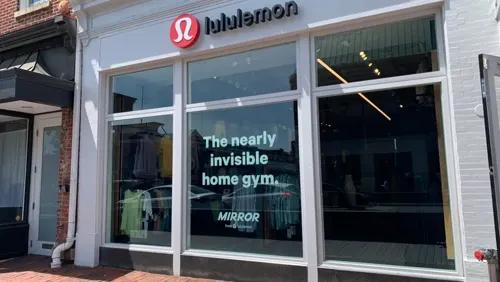 lululemon
The nearly
invisible
home gym.
MIRROR